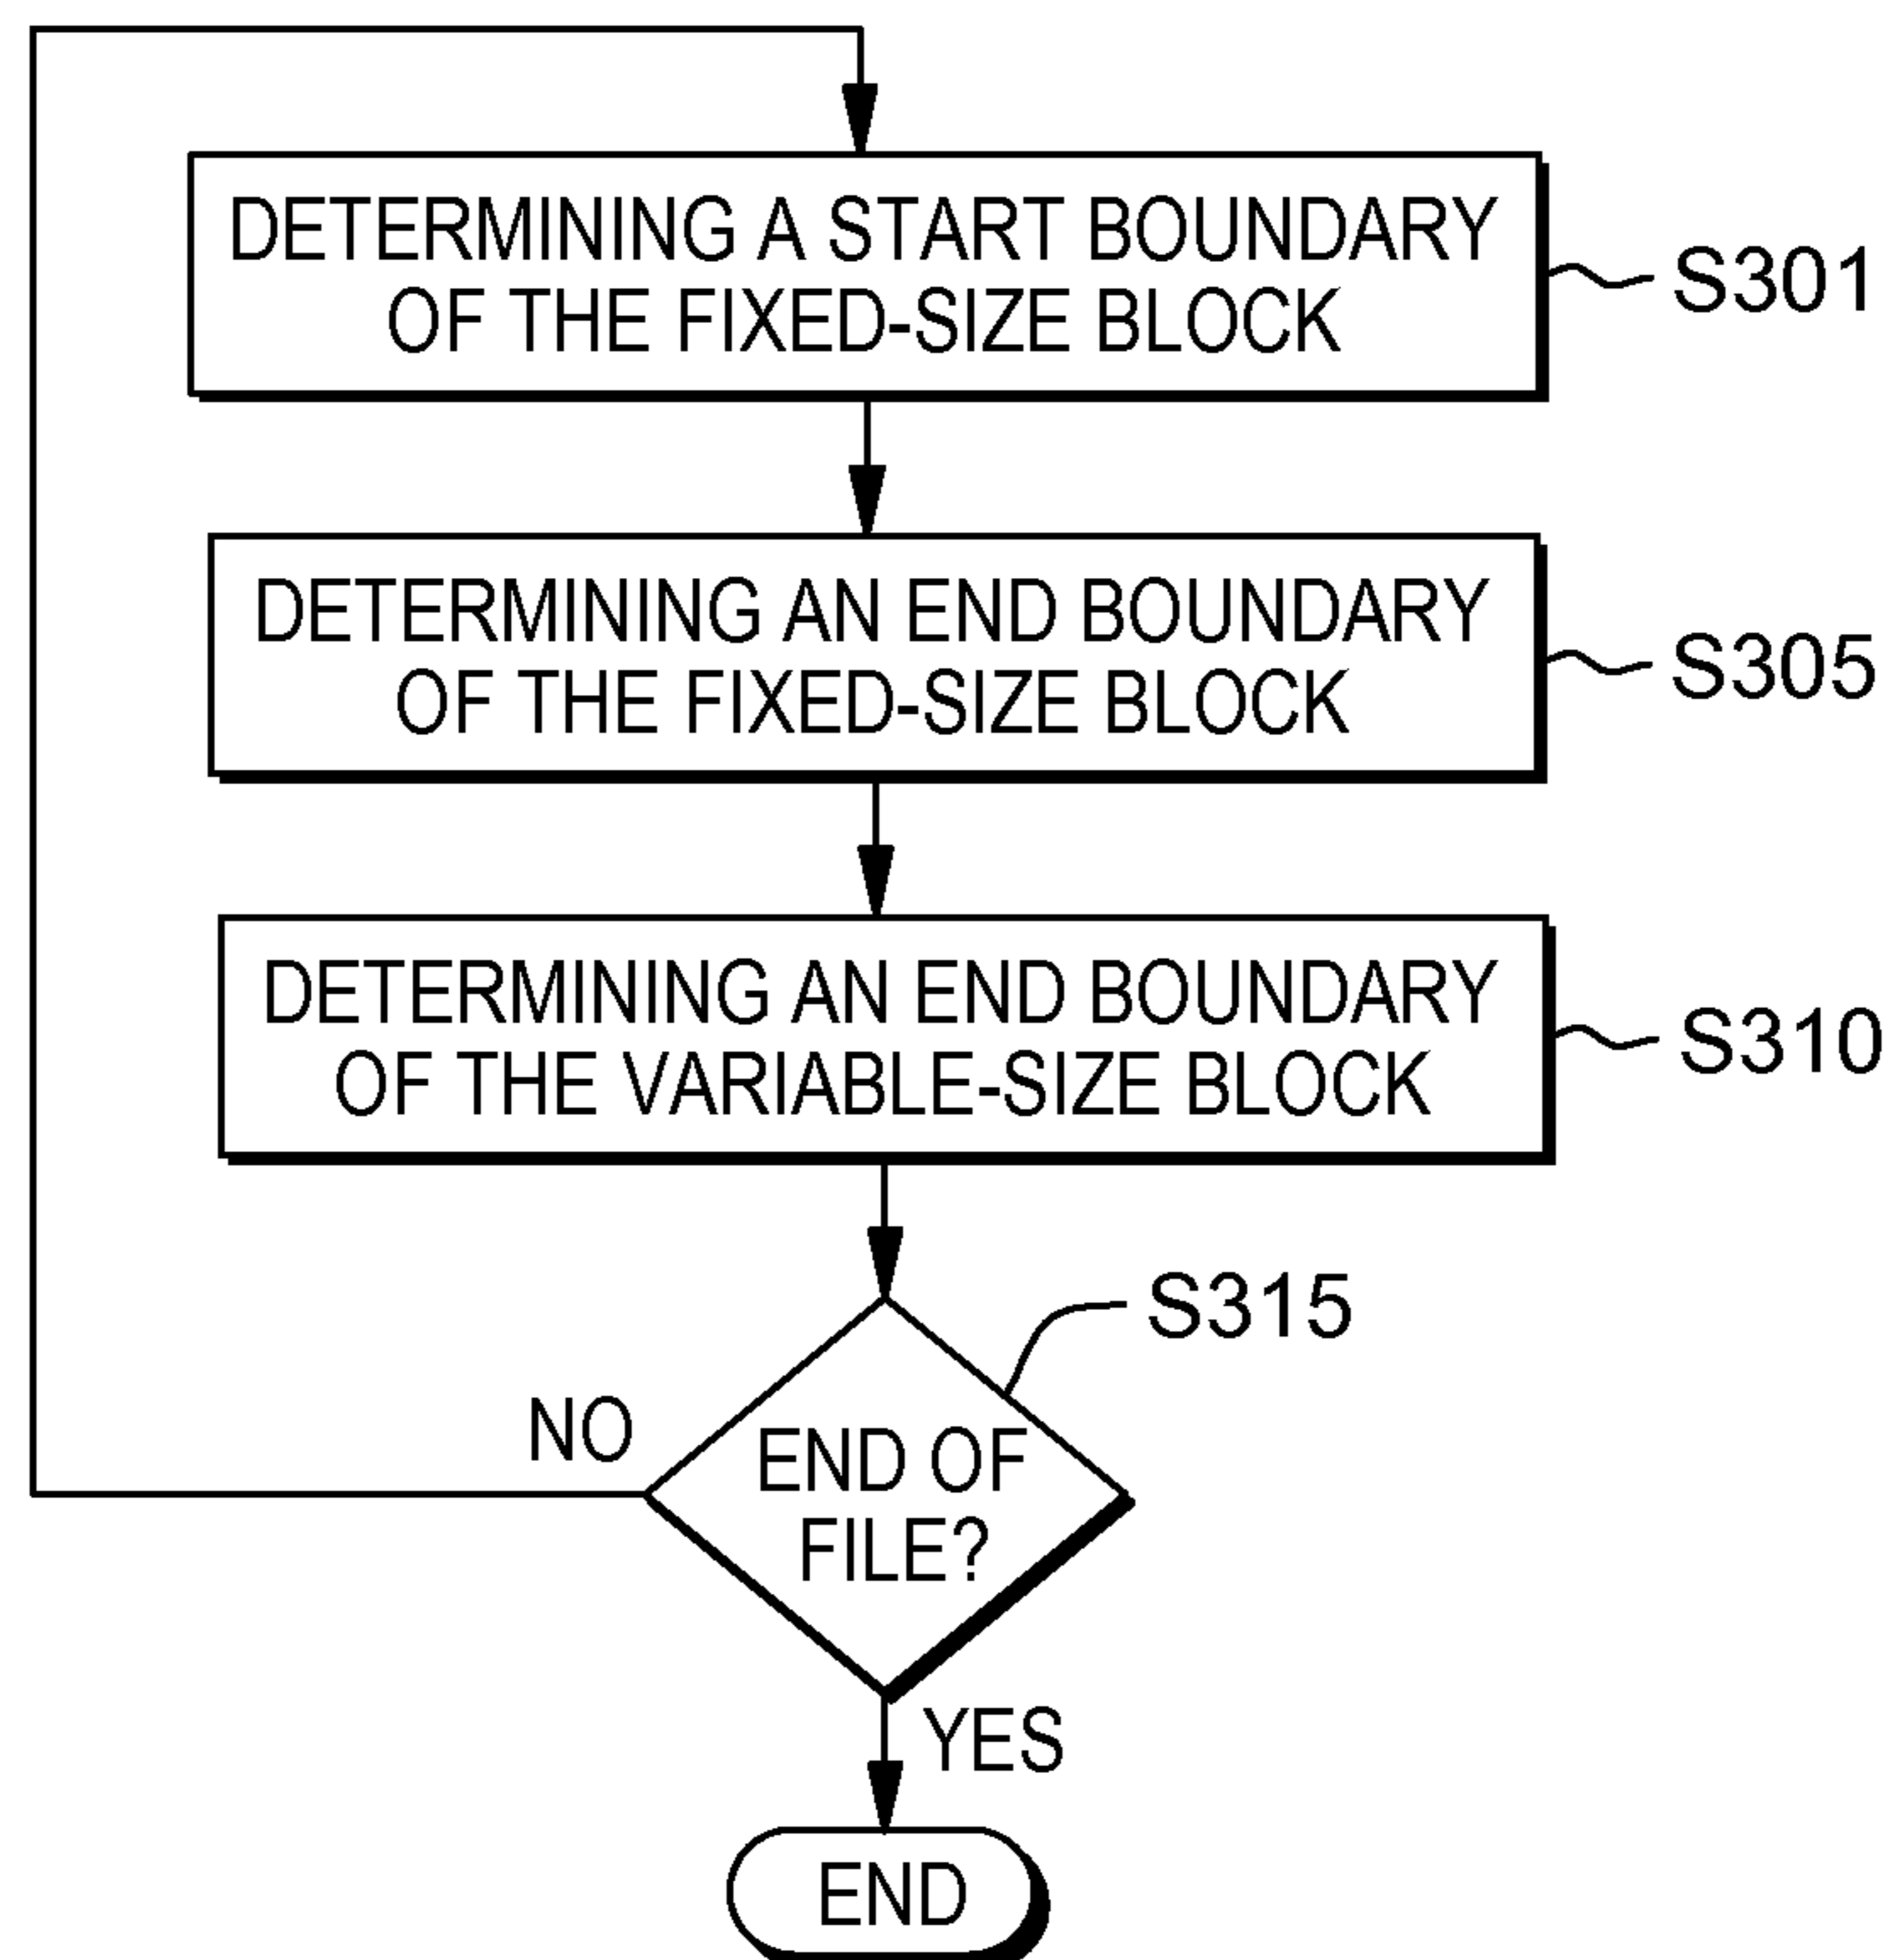 DETERMINING A START BOUNDARY
OF THE FIXED-SIZE BLOCK
S301
DETERMINING AN END BOUNDARY
OF THE FIXED-SIZE BLOCK
S305
DETERMINING AN END BOUNDARY
OF THE VARIABLE-SIZE BLOCK
S310
S315
NO
END OF
FILE?
YES
END